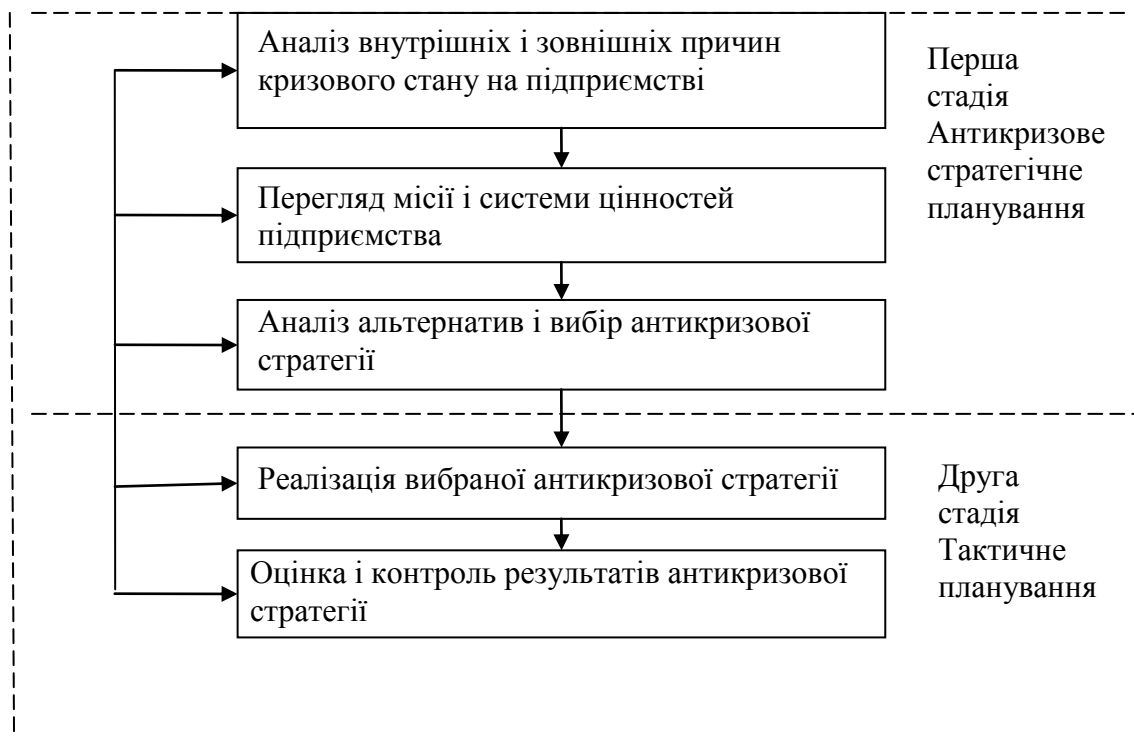 Аналіз внутрішніх і зовнішніх причин
кризового стану на підприємстві
Перша
стадія
Антикризове
стратегічне
планування
Перегляд місії і системи цінностей
підприємства
Аналіз альтернатив і вибір антикризової
стратегії
Реалізація вибраної антикризової стратегії
Друга
стадія
Тактичне
планування
Оцінка і контроль результатів антикризової
стратегії